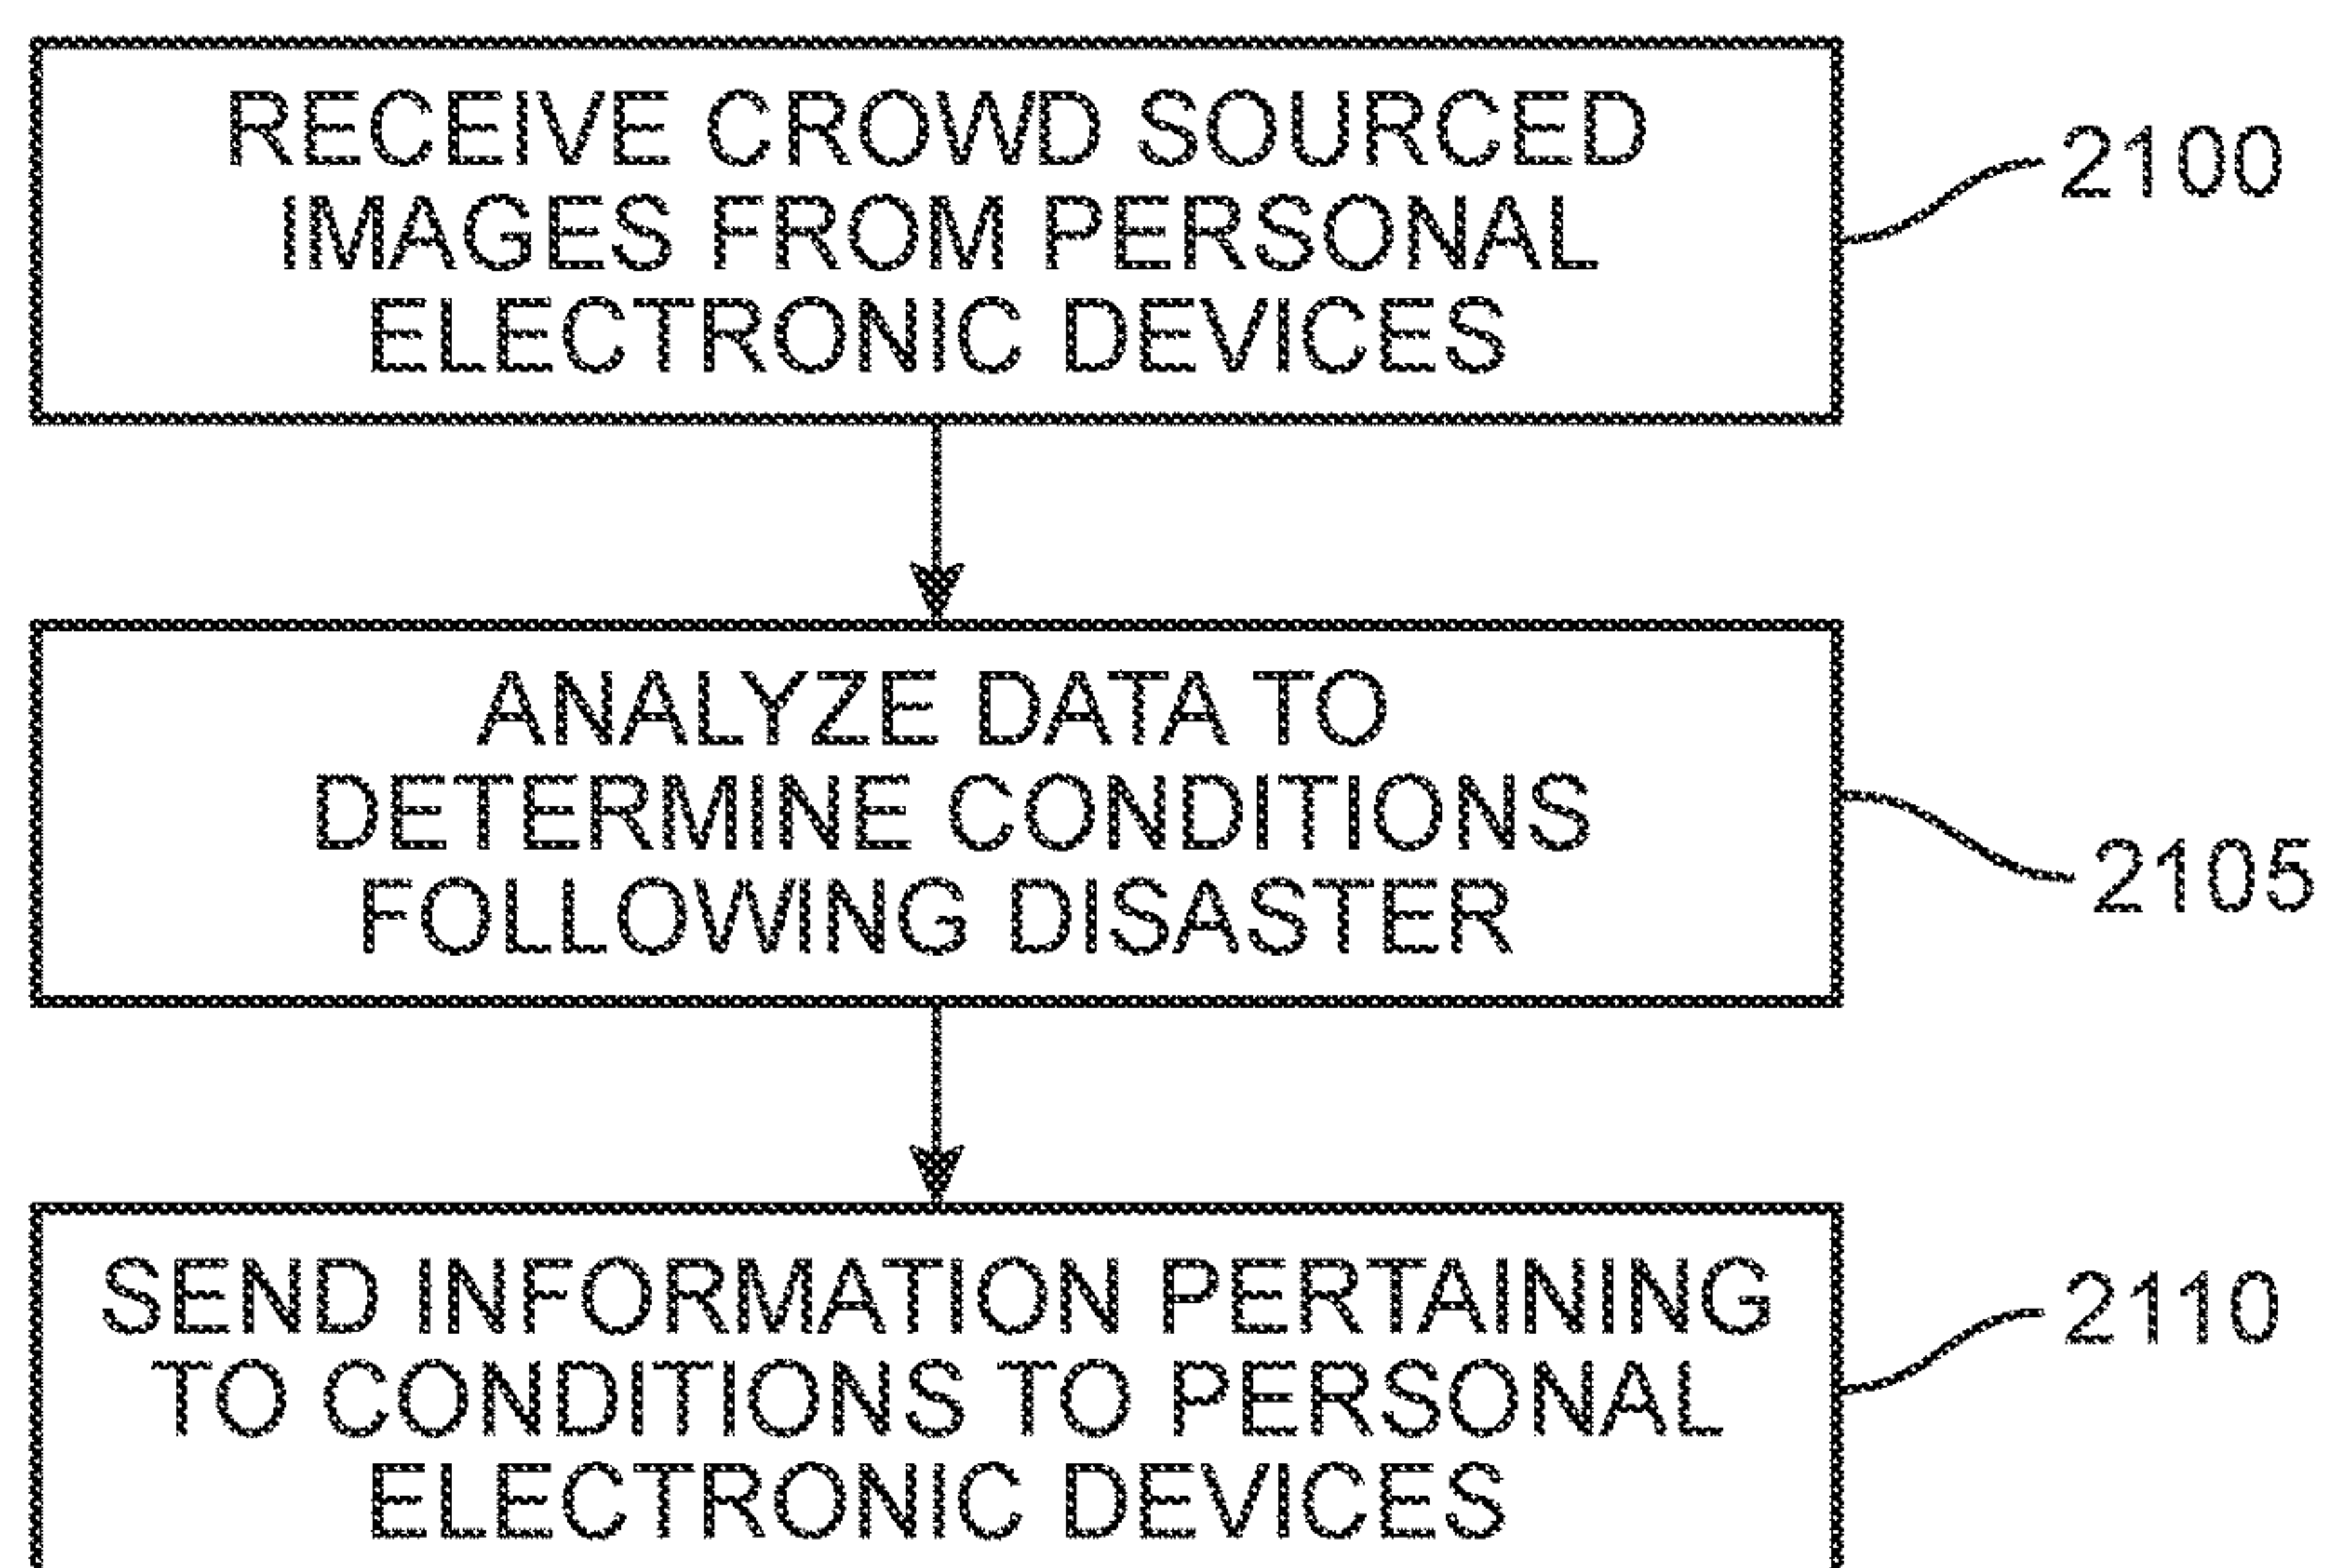 RECEIVE CROWD SOURCED
IMAGES FROM PERSONAL
ELECTRONIC DEVICES
2100
ANALYZE DATA TO
DETERMINE CONDITIONS
FOLLOWING DISASTER
2105
SEND INFORMATION PERTAINING
TO CONDITIONS TO PERSONAL
ELECTRONIC DEVICES
2110